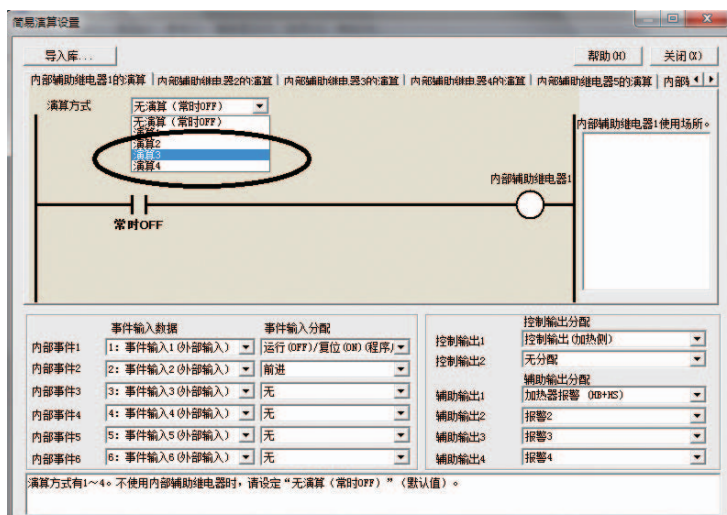 简易演算设置
导入库...
帮助(H)
关闭(X)
内部辅助继电器1的演算
内部辅助继电器2的演算
内部辅助继电器3的演算
内部辅助继电器4的演算
内部辅助继电器5的演算
演算方式
无演算（常时OFF）
无演算（常时OFF）
演算2
演算3
演算4
内部辅助继电器1使用场所。
内部辅助继电器1
常时OFF
事件输入数据
事件输入分配
内部事件1
1: 事件输入1(外部输入)
运行(OFF)/复位(ON)(程序
内部事件2
2: 事件输入2(外部输入)
前进
内部事件3
3: 事件输入3(外部输入)
无
内部事件4
4: 事件输入4(外部输入)
无
内部事件5
5: 事件输入5(外部输入)
无
内部事件6
6: 事件输入6(外部输入)
无
控制输出分配
控制输出1
控制输出(加热侧)
控制输出2
无分配
辅助输出分配
辅助输出1
加热器报警 (HB+HS)
辅助输出2
报警2
辅助输出3
报警3
辅助输出4
报警4
演算方式有1~4。不使用内部辅助继电器时，请设定“无演算（常时OFF）”（默认值）。